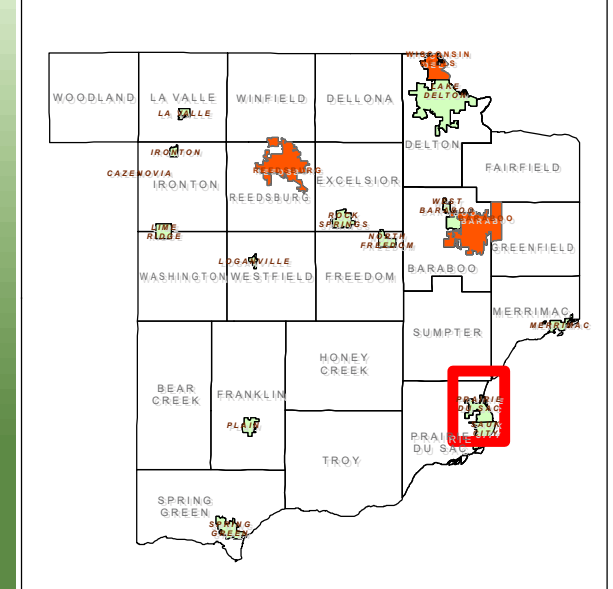 WISCONSIN
DELLS
LAKE
DELTON
WOODLAND
LA VALLE
WINFIELD
DELLONA
LA VALLE
DELTON
IRONTON
CAZENOVIA
IRONTON
REEDSBURG
EXCELSIOR
FAIRFIELD
REEDSBURG
WEST
BARABOO
BARABOO
ROCK
SPRINGS
LIME
RIDGE
NORTH
FREEDOM
GREENFIELD
LOGANVILLE
WASHINGTON
WESTFIELD
FREEDOM
BARABOO
MERRIMAC
MERRIMAC
SUMPTER
HONEY
CREEK
BEAR
CREEK
FRANKLIN
PRAIRIE
DU SAC
SAUK
CITY
PLAIN
PRAIRIE
DU SAC
TROY
SPRING
GREEN
SPRING
GREEN